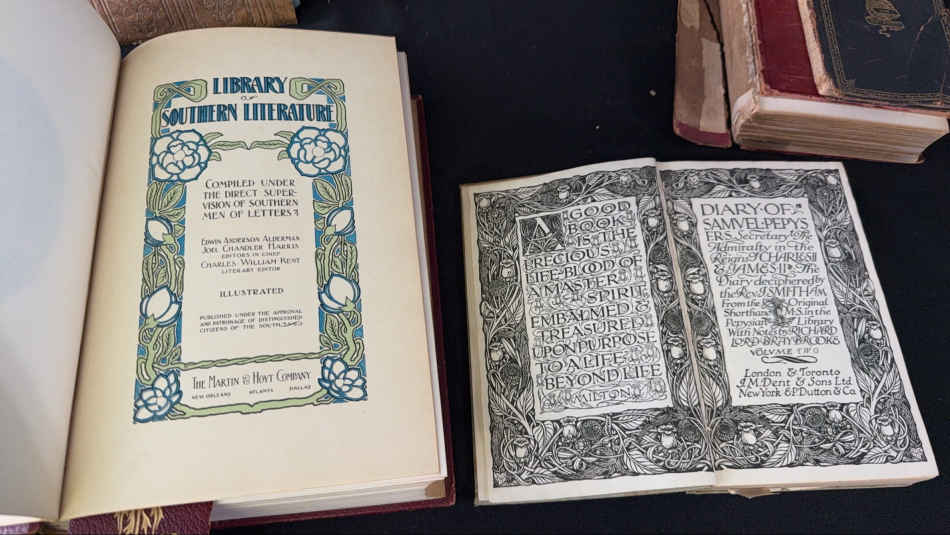 LIBRARY
OF
SOUTHERN LITERATURE
COMPILED UNDER
THE DIRECT SUPER-
VISION OF SOUTHERN
MEN OF LETTERS
EDWIN ANDERSON ALDERMAN
JOEL CHANDLER HARRIS
EDITORS IN CHIEF
CHARLES WILLIAM KENT
LITERARY EDITOR
ILLUSTRATED
PUBLISHED UNDER THE APPROVAL
AND PATRONAGE OF DISTINGUISHED
CITIZENS OF THE SOUTH
THE MARTIN & HOYT COMPANY
NEW ORLEANS ATLANTA DALLAS
A GOOD
BOOK
IS THE
PRECIOUS
LIFE-BLOOD OF
A MASTER
SPIRIT,
EMBALMED &
TREASURED
UPON PURPOSE
TO A LIFE
BEYOND LIFE
MILTON
DIARY·OF·
SAMVEL·PEPYS
F.R.S. Secretary to the
Admiralty in the
Reign of CHARLES II
& JAMES II The
Diary deciphered by
the Rev. J. SMITH A.M.
From the Original
Shorthand M.S. in the
Pepysian Library
With Notes by RICHARD
LORD·BRAYBROOKE
VOLUME TWO
London & Toronto
J.M. Dent & Sons Ltd.
New York E.P. Dutton & Co